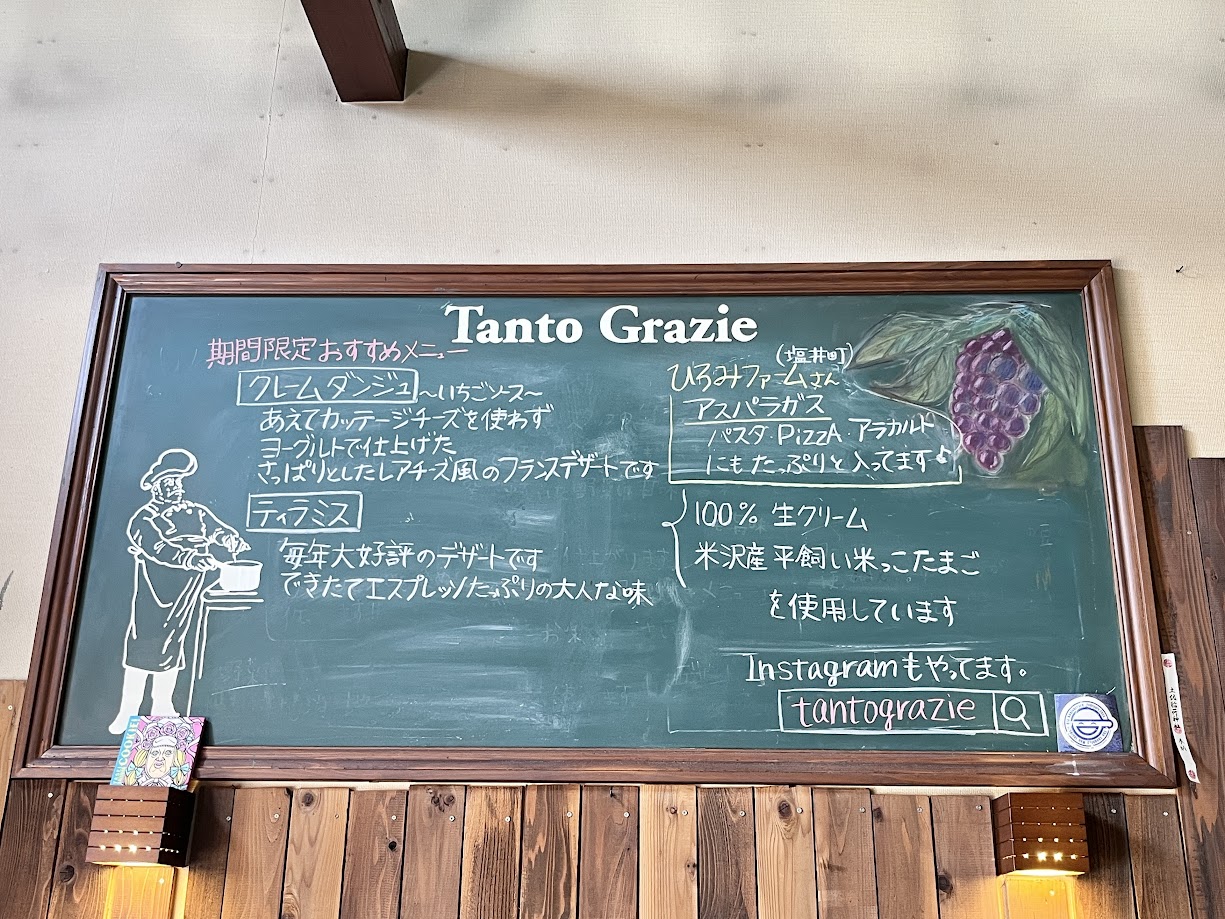 Tanto Grazie
期間限定おすすめメニュー
クレームダンジュ ~いちごソース~
あえてカッテージチーズを使わず
ヨーグルトで仕上げた
さっぱりとしたレアチーズ風のフランスデザートです
ティラミス
毎年大好評のデザートです
できたてエスプレッソたっぷりの大人な味
(塩井町)
ひろみファームさん
アスパラガス
パスタ PizzA アラカルト
にもたっぷりと入ってます♪
100% 生クリーム
米沢産平飼い米っこたまご
を使用しています
Instagramもやってます。
tantograzie